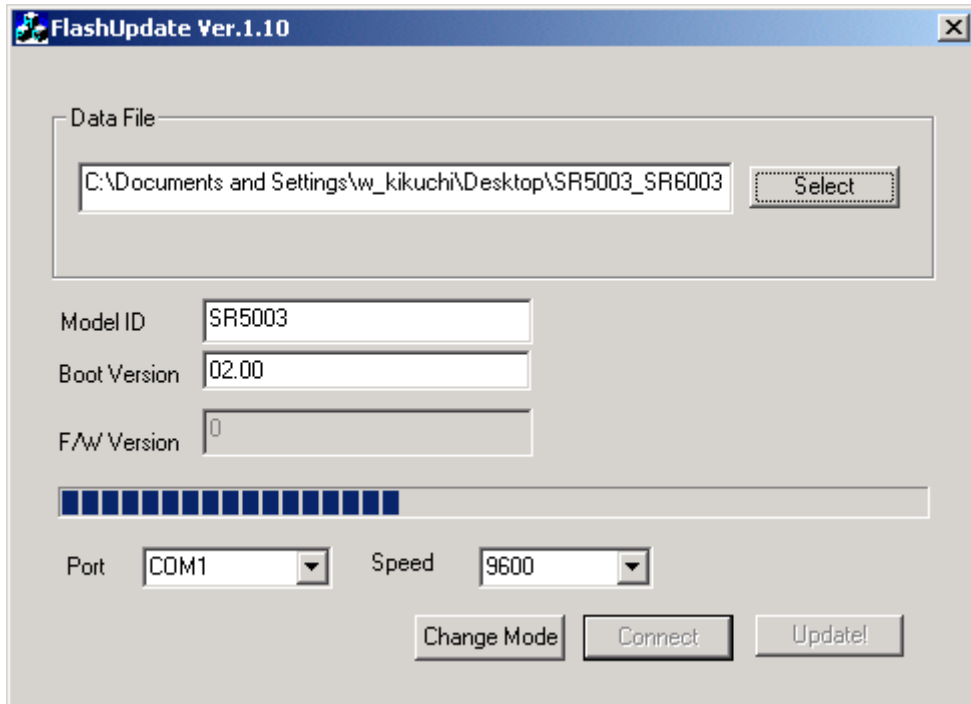 FlashUpdate Ver.1.10
Data File
C:\Documents and Settings\w_kikuchi\Desktop\SR5003_SR6003
Select
Model ID
SR5003
Boot Version
02.00
F/W Version
0
Port
COM1
Speed
9600
Change Mode
Connect
Update!